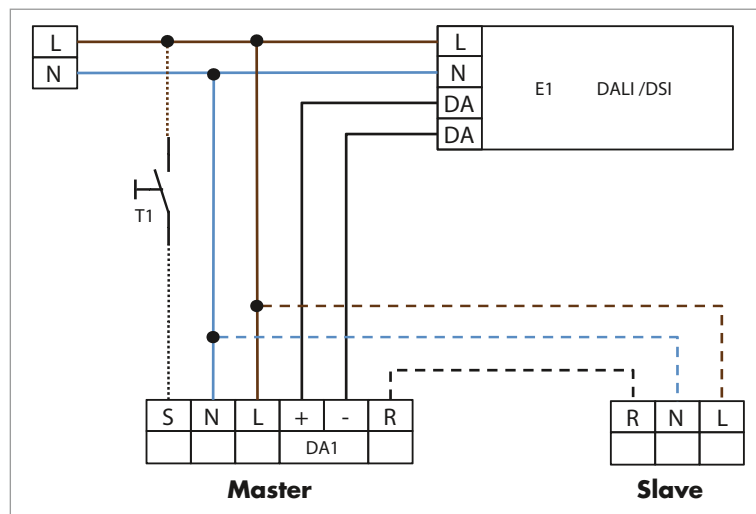 L
L
N
N
E1 DALI /DSI
DA
DA
T1
S N L + - R
R N L
DA1
Master
Slave